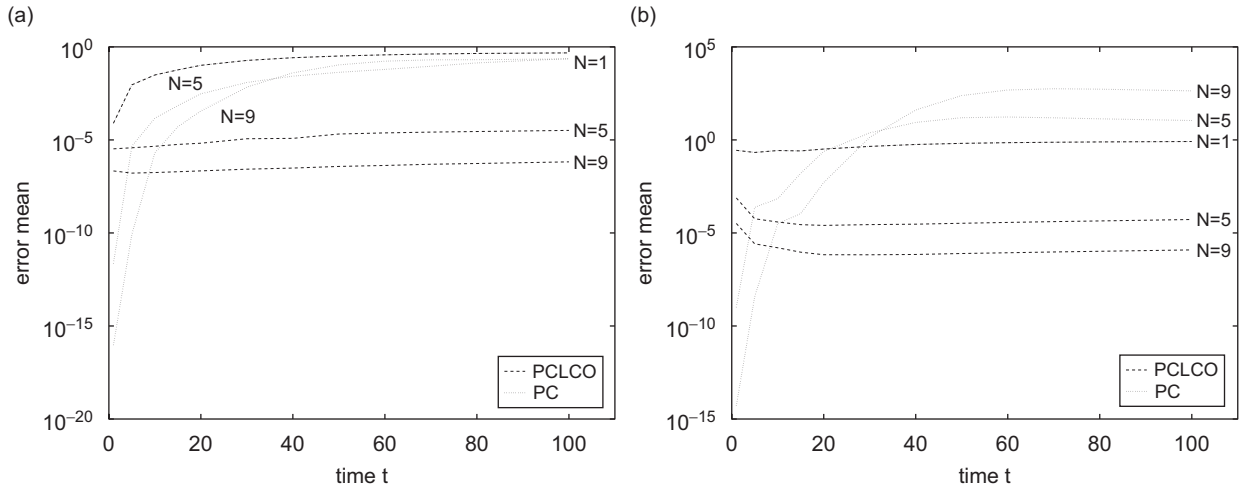 (a)
10^0
10^−5
10^−10
10^−15
10^−20
error mean
N=5
N=9
N=1
N=5
N=9
PCLCO
PC
0 20 40 60 80 100
time t
(b)
10^5
10^0
10^−5
10^−10
10^−15
error mean
N=9
N=5
N=1
N=5
N=9
PCLCO
PC
0 20 40 60 80 100
time t